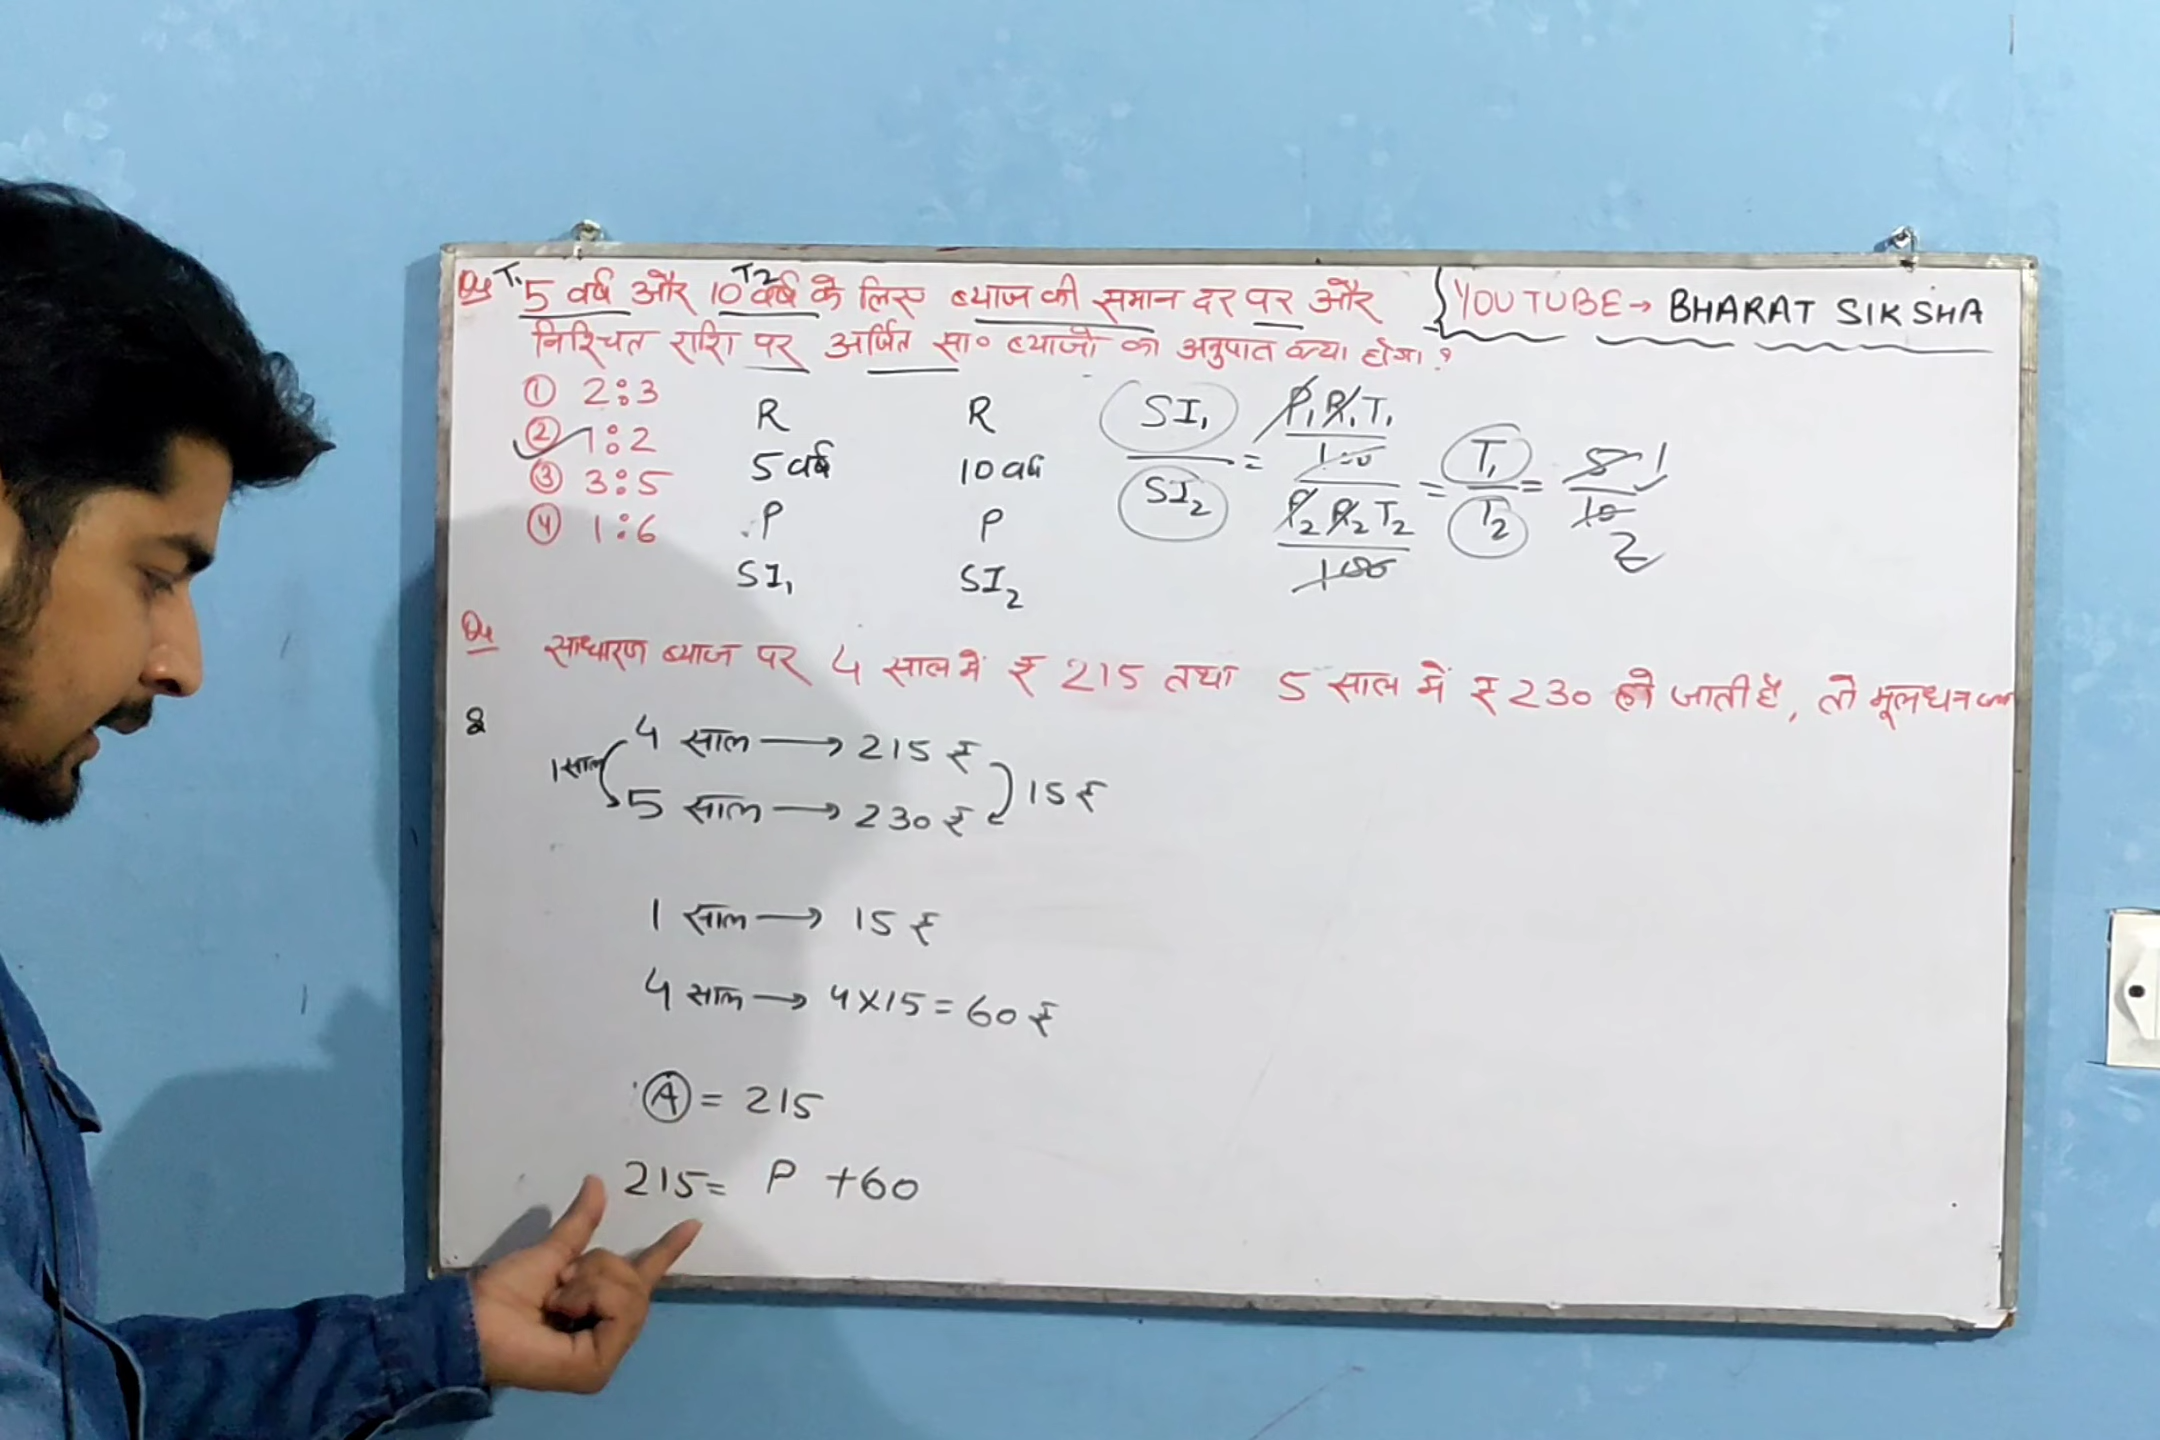 Q. T₁ 5 वर्ष और T2 10 वर्ष के लिए ब्याज की समान दर पर और
निश्चित राशि पर अर्जित सा० ब्याजों का अनुपात क्या होगा ?
YOUTUBE → BHARAT SIKSHA
① 2:3
② 1:2
③ 3:5
④ 1:6
R R
5 वर्ष 10 वर्ष
P P
SI₁ SI₂
SI₁/SI₂ = (P₁R₁T₁/100)/(P₂R₂T₂/100) = T₁/T₂ = 5/10 1/2
Q. साधारण ब्याज पर 4 साल में ₹ 215 तथा 5 साल में ₹ 230 हो जाती है, तो मूलधन
1 साल
4 साल → 215 ₹
5 साल → 230 ₹
15 ₹
1 साल → 15 ₹
4 साल → 4×15 = 60 ₹
A = 215
215 = P + 60